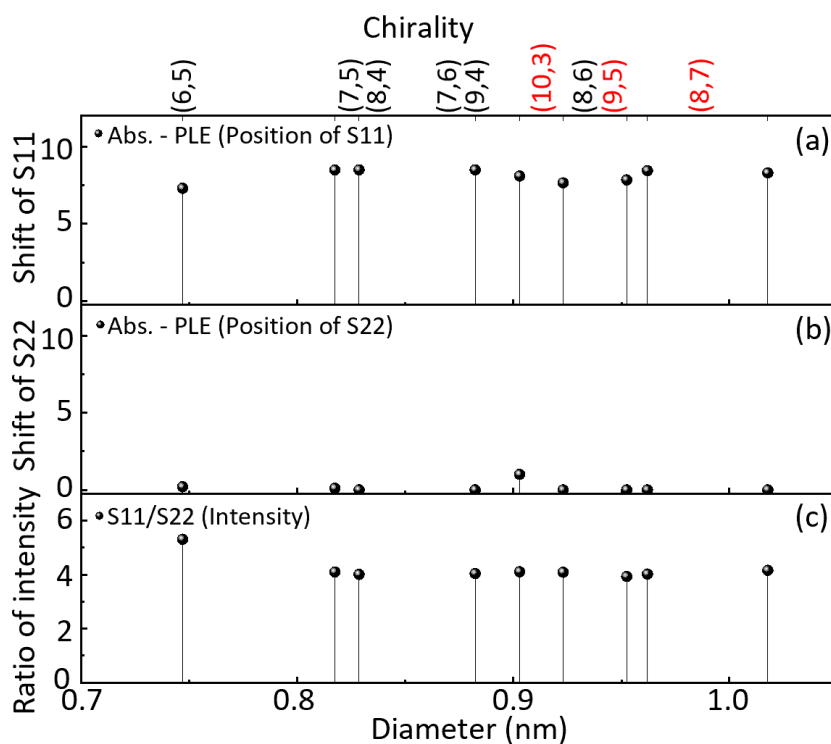 Chirality
(6,5) (7,5) (8,4) (7,6) (9,4) (10,3) (8,6) (9,5) (8,7)
Abs. - PLE (Position of S11) (a)
Shift of S11
10
5
0
Abs. - PLE (Position of S22) (b)
Shift of S22
10
5
0
S11/S22 (Intensity) (c)
Ratio of intensity
6
4
2
0
0.7 0.8 0.9 1.0
Diameter (nm)